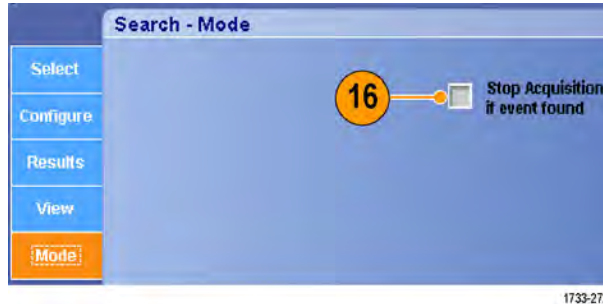 Search - Mode
Select
Configure
Results
View
Mode
16
Stop Acquisition
if event found
1733-27